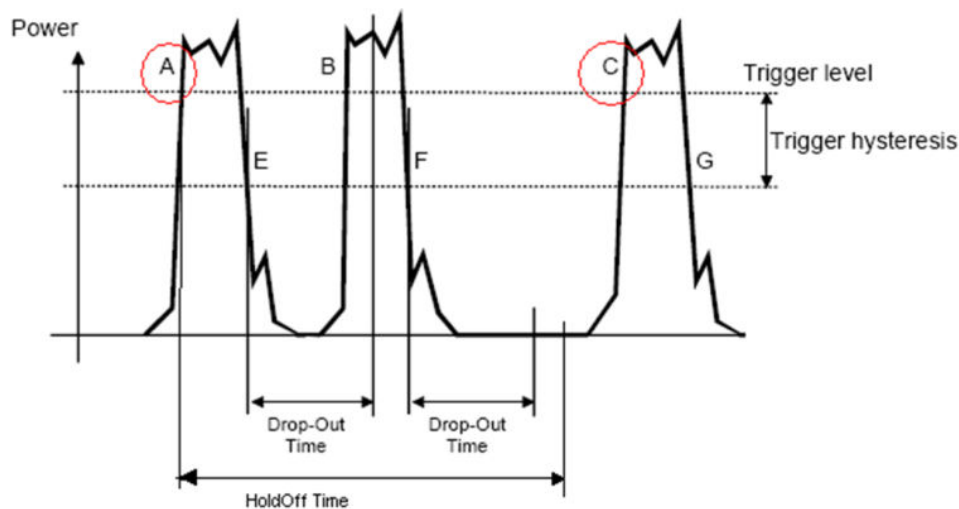 Power
A
B
C
Trigger level
Trigger hysteresis
E
F
G
Drop-Out
Time
Drop-Out
Time
HoldOff Time